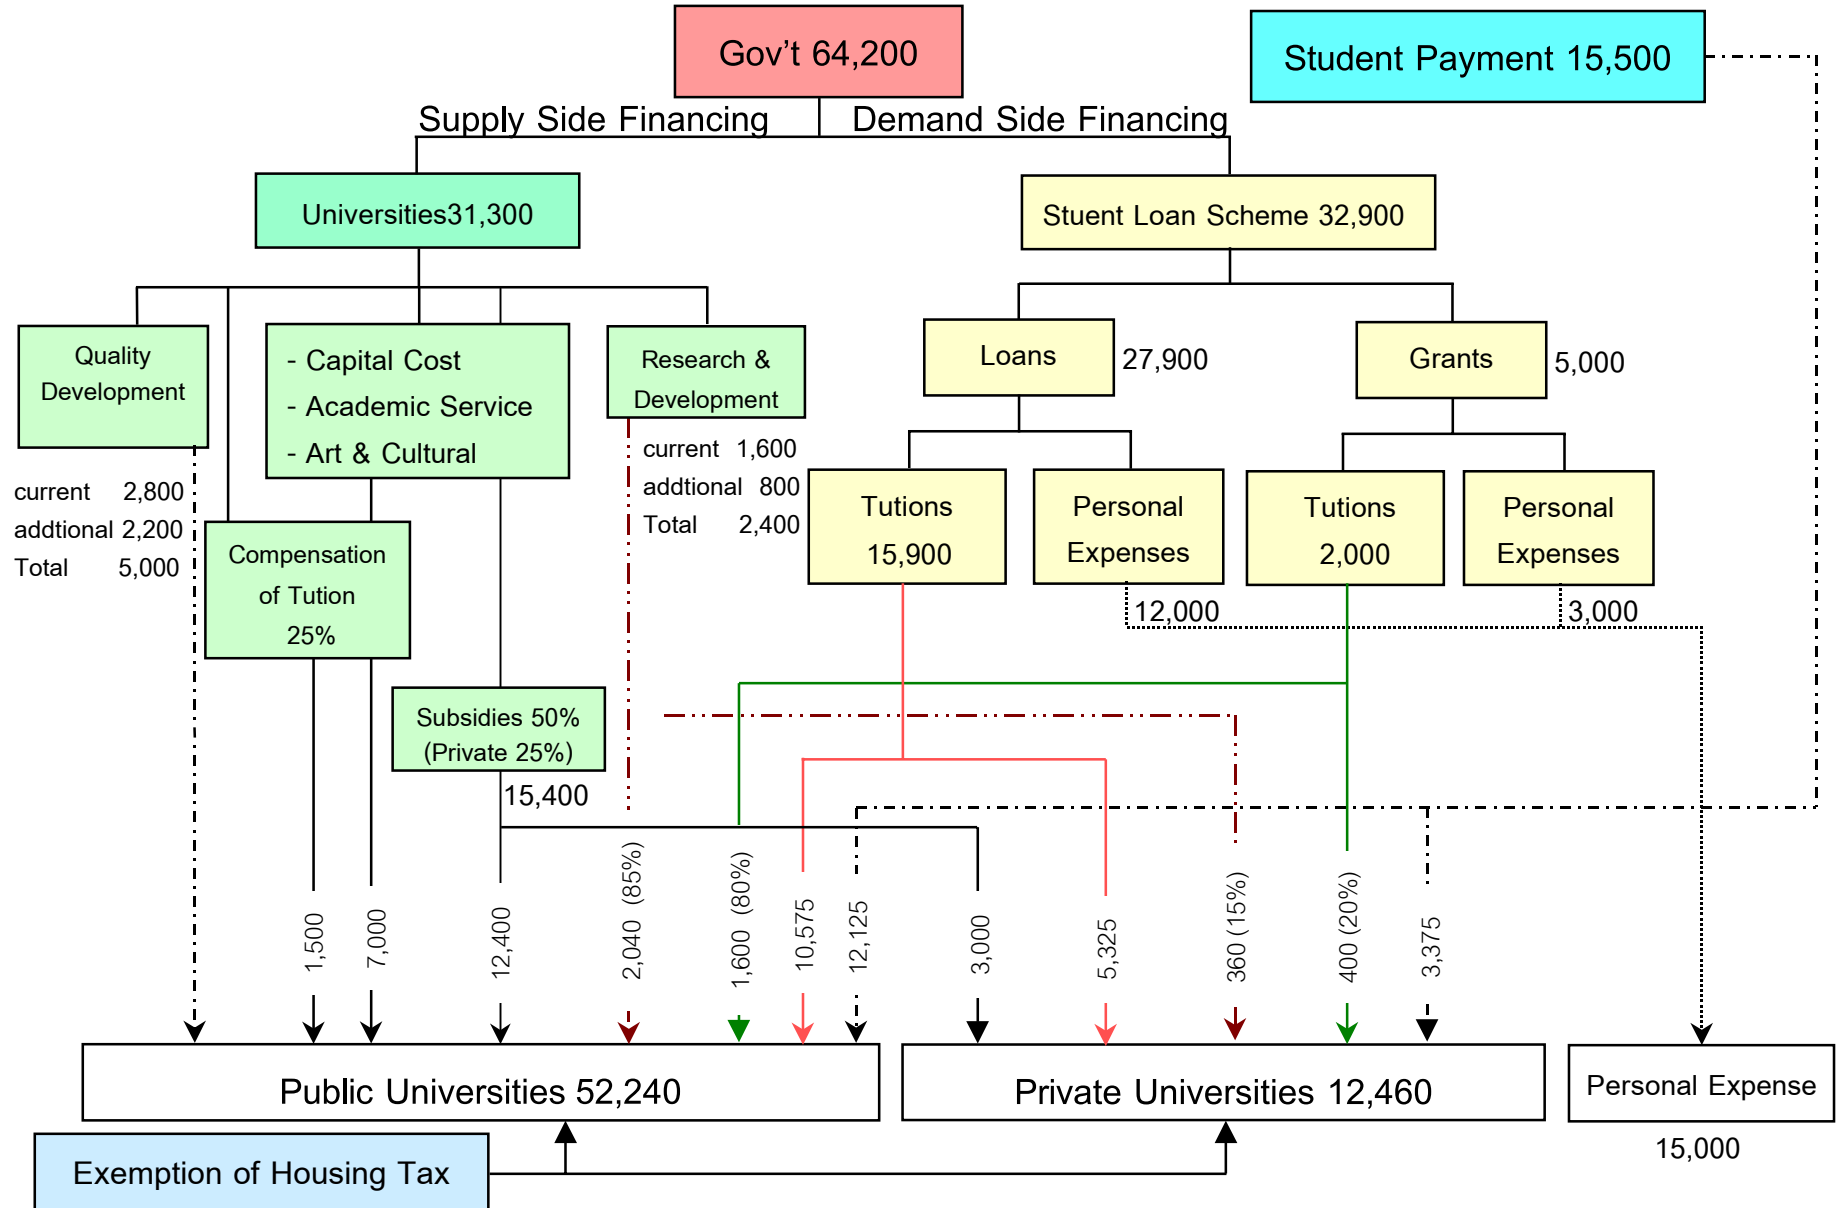 Gov't 64,200
Student Payment 15,500
Supply Side Financing
Demand Side Financing
Universities31,300
Stuent Loan Scheme 32,900
Quality
Development
- Capital Cost
- Academic Service
- Art & Cultural
Research &
Development
Loans
27,900
Grants
5,000
current 2,800
addtional 2,200
Total 5,000
current 1,600
addtional 800
Total 2,400
Compensation
of Tution
25%
Tutions
15,900
Personal
Expenses
12,000
Tutions
2,000
Personal
Expenses
3,000
Subsidies 50%
(Private 25%)
15,400
1,500
7,000
12,400
2,040 (85%)
1,600 (80%)
10,575
12,125
3,000
5,325
360 (15%)
400 (20%)
3,375
Public Universities 52,240
Private Universities 12,460
Personal Expense
15,000
Exemption of Housing Tax